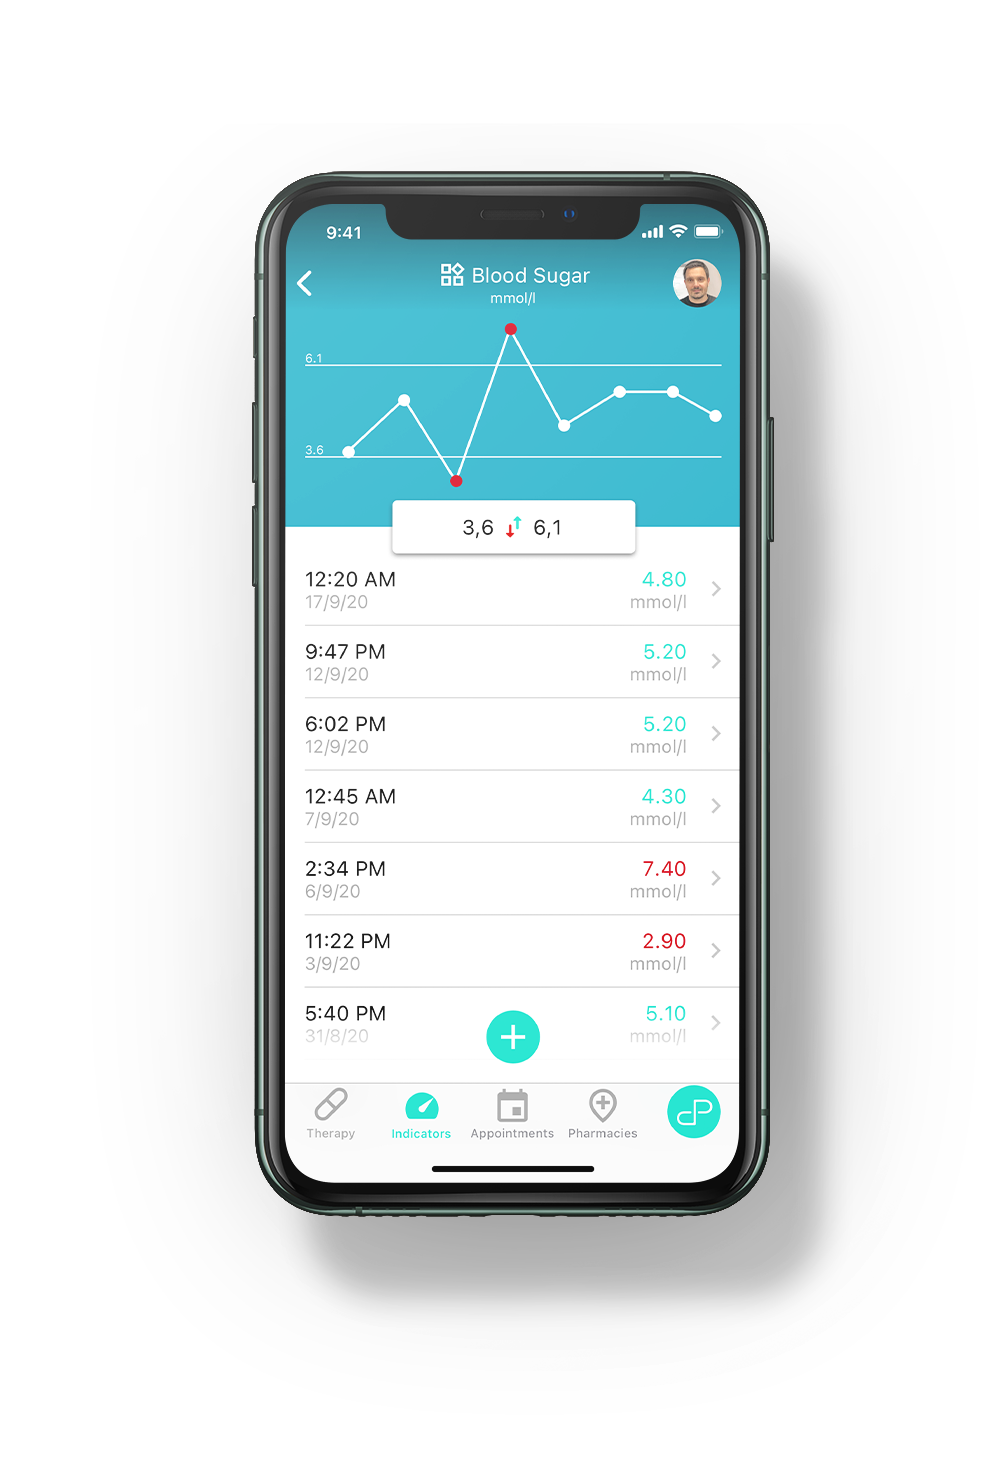 9:41
Blood Sugar
mmol/l
6.1
3.6
3,6 6,1
12:20 AM 4.80
17/9/20 mmol/l
9:47 PM 5.20
12/9/20 mmol/l
6:02 PM 5.20
12/9/20 mmol/l
12:45 AM 4.30
7/9/20 mmol/l
2:34 PM 7.40
6/9/20 mmol/l
11:22 PM 2.90
3/9/20 mmol/l
5:40 PM 5.10
31/8/20 mmol/l
Therapy Indicators Appointments Pharmacies